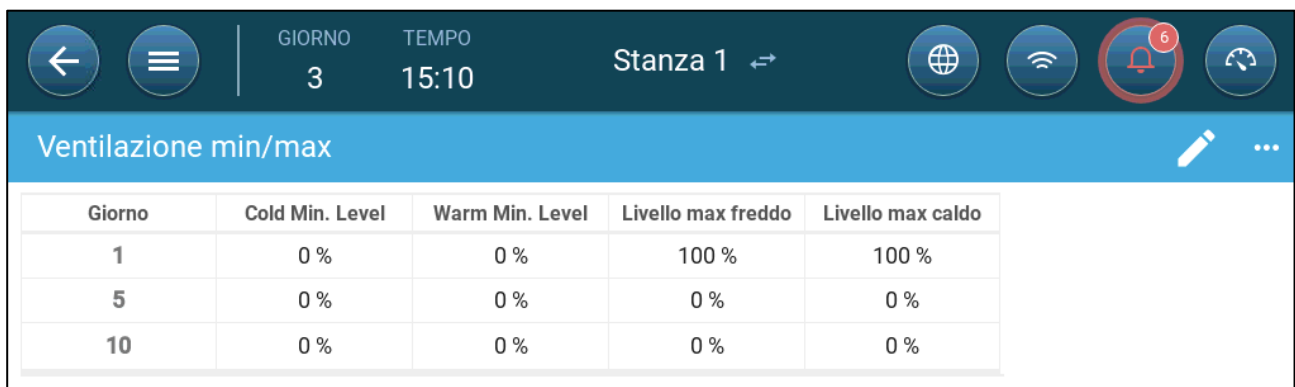 GIORNO TEMPO
3 15:10 Stanza 1 6
Ventilazione min/max
Giorno Cold Min. Level Warm Min. Level Livello max freddo Livello max caldo
1 0 % 0 % 100 % 100 %
5 0 % 0 % 0 % 0 %
10 0 % 0 % 0 % 0 %